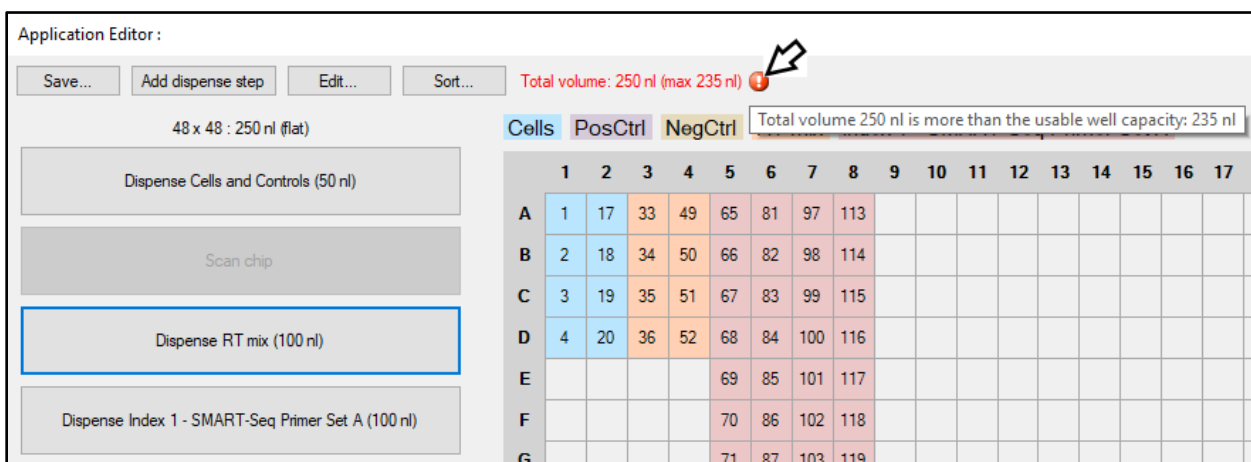 Application Editor :
Save... Add dispense step Edit... Sort... Total volume: 250 nl (max 235 nl)
48 x 48 : 250 nl (flat)
Cells PosCtrl NegCtrl Total volume 250 nl is more than the usable well capacity: 235 nl
Dispense Cells and Controls (50 nl)
Scan chip
Dispense RT mix (100 nl)
Dispense Index 1 - SMART-Seq Primer Set A (100 nl)
1 2 3 4 5 6 7 8 9 10 11 12 13 14 15 16 17
A 1 17 33 49 65 81 97 113
B 2 18 34 50 66 82 98 114
C 3 19 35 51 67 83 99 115
D 4 20 36 52 68 84 100 116
E 69 85 101 117
F 70 86 102 118
G 71 87 103 119